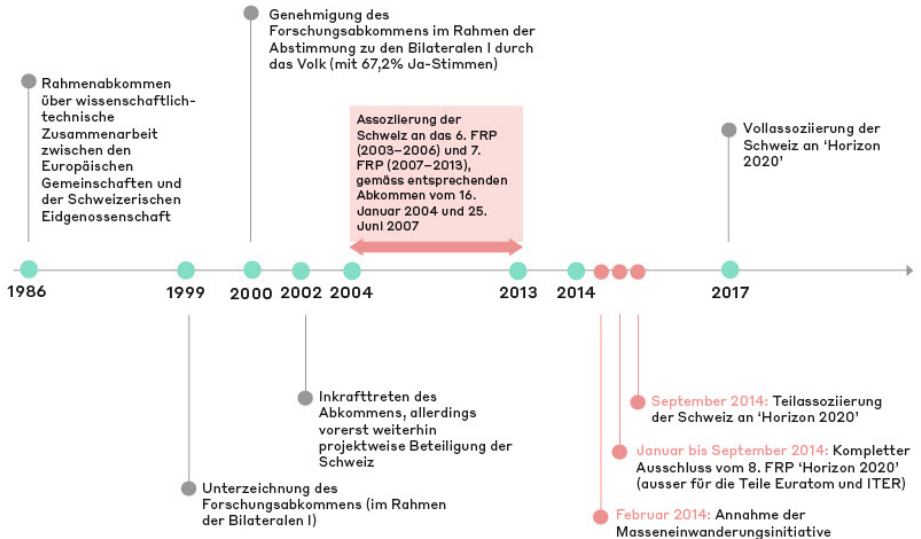 Genehmigung des
Forschungsabkommens im Rahmen der
Abstimmung zu den Bilateralen I durch
das Volk (mit 67,2% Ja-Stimmen)
Rahmenabkommen
über wissenschaftlich-
technische
Zusammenarbeit
zwischen den
Europäischen
Gemeinschaften und
der Schweizerischen
Eidgenossenschaft
Assoziierung der
Schweiz an das 6. FRP
(2003–2006) und 7.
FRP (2007–2013),
gemäss entsprechenden
Abkommen vom 16.
Januar 2004 und 25.
Juni 2007
Vollassoziierung der
Schweiz an ‘Horizon
2020’
1986
1999
2000
2002
2004
2013
2014
2017
Inkrafttreten des
Abkommens, allerdings
vorerst weiterhin
projektweise Beteiligung der
Schweiz
Unterzeichnung des
Forschungsabkommens (im Rahmen
der Bilateralen I)
September 2014: Teilassoziierung
der Schweiz an ‘Horizon 2020’
Januar bis September 2014: Kompletter
Ausschluss vom 8. FRP ‘Horizon 2020’
(ausser für die Teile Euratom und ITER)
Februar 2014: Annahme der
Masseneinwanderungsinitiative